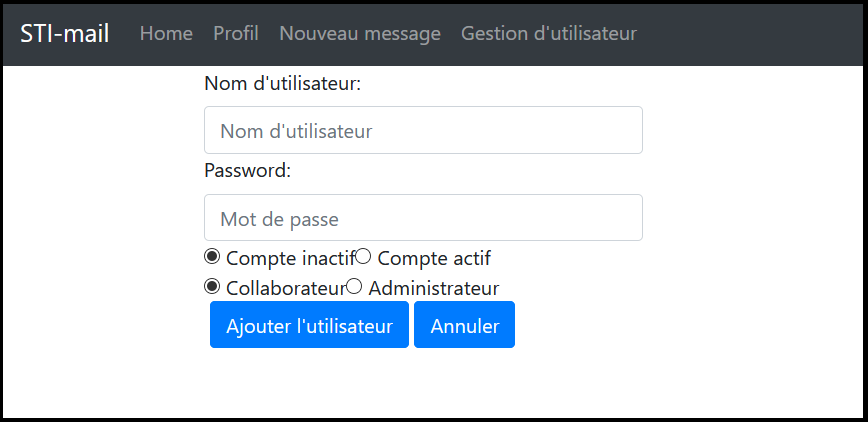 STI-mail Home Profil Nouveau message Gestion d'utilisateur
Nom d'utilisateur:
Nom d'utilisateur
Password:
Mot de passe
Compte inactif Compte actif
Collaborateur Administrateur
Ajouter l'utilisateur Annuler